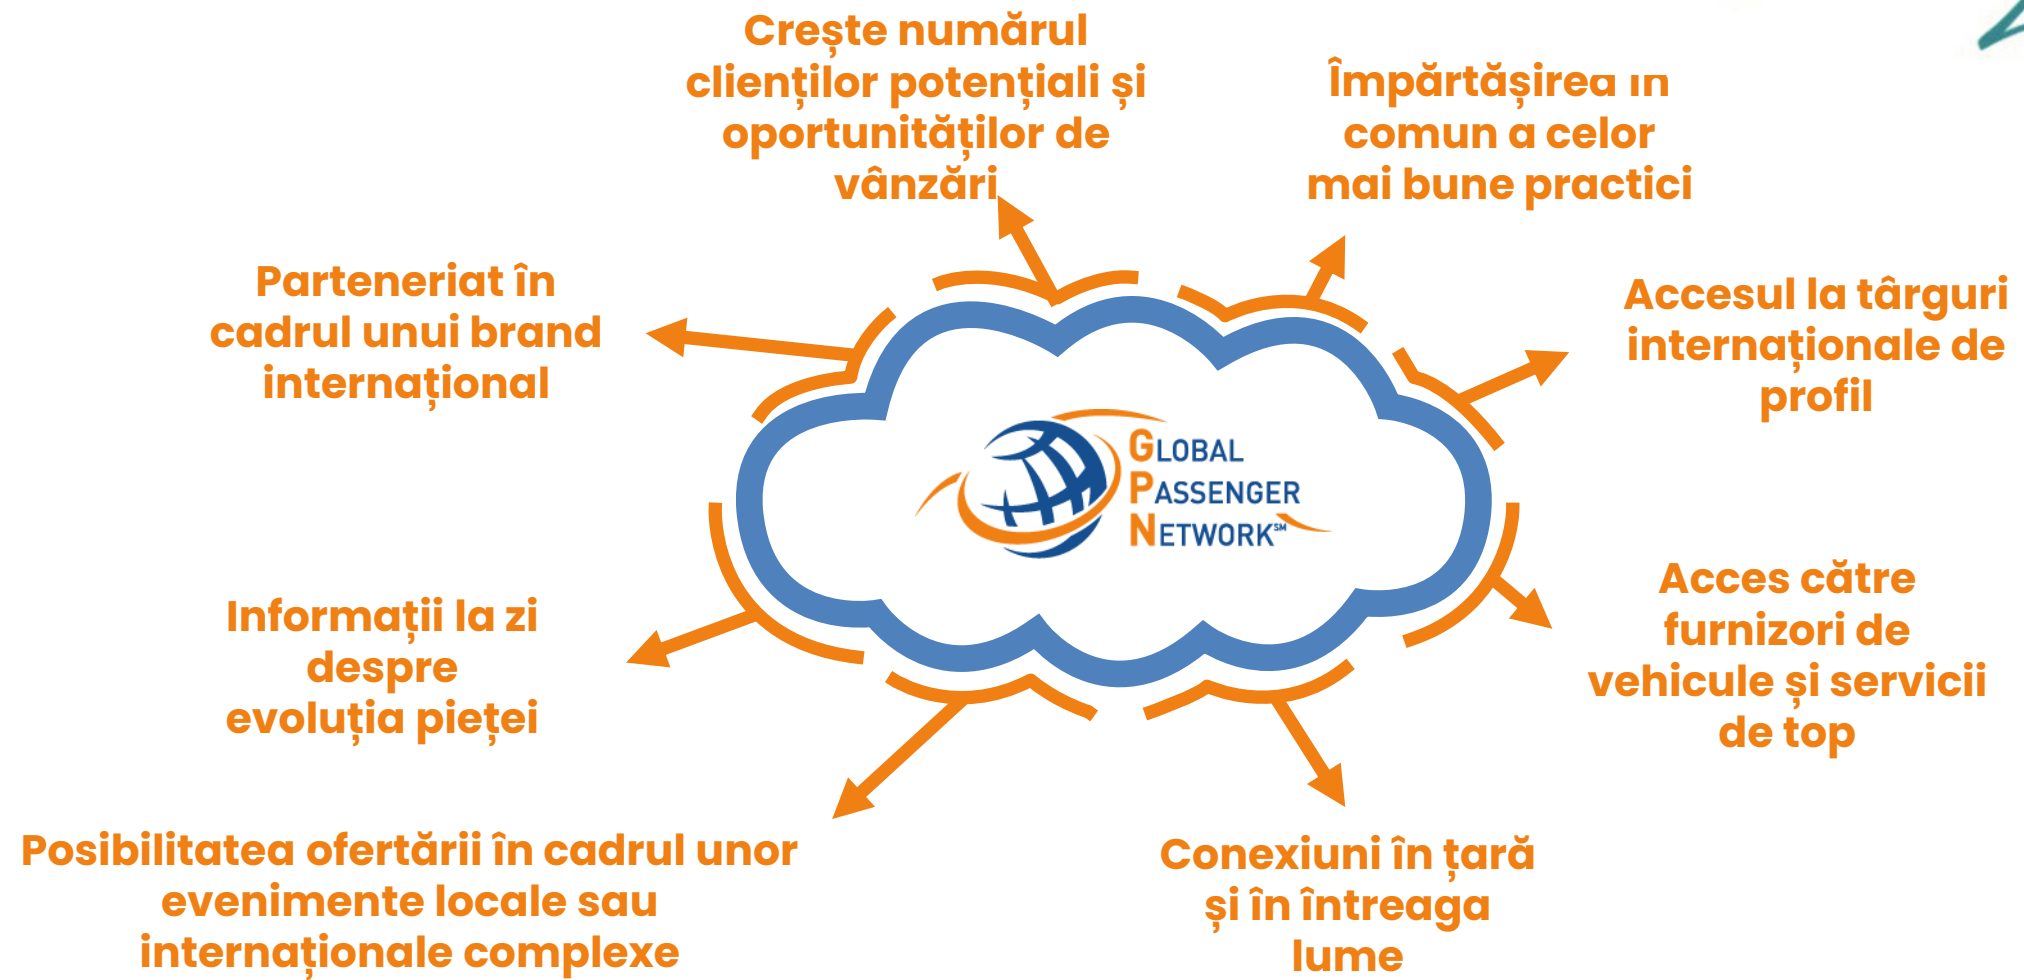 Crește numărul
clienților potențiali și
oportunităților de
vânzări
Împărtășirea în
comun a celor
mai bune practici
Parteneriat în
cadrul unui brand
internațional
Accesul la târguri
internaționale de
profil
GLOBAL
PASSENGER
NETWORK℠
Informații la zi
despre
evoluția pieței
Acces către
furnizori de
vehicule și servicii
de top
Posibilitatea ofertării în cadrul unor
evenimente locale sau
internaționale complexe
Conexiuni în țară
și în întreaga
lume